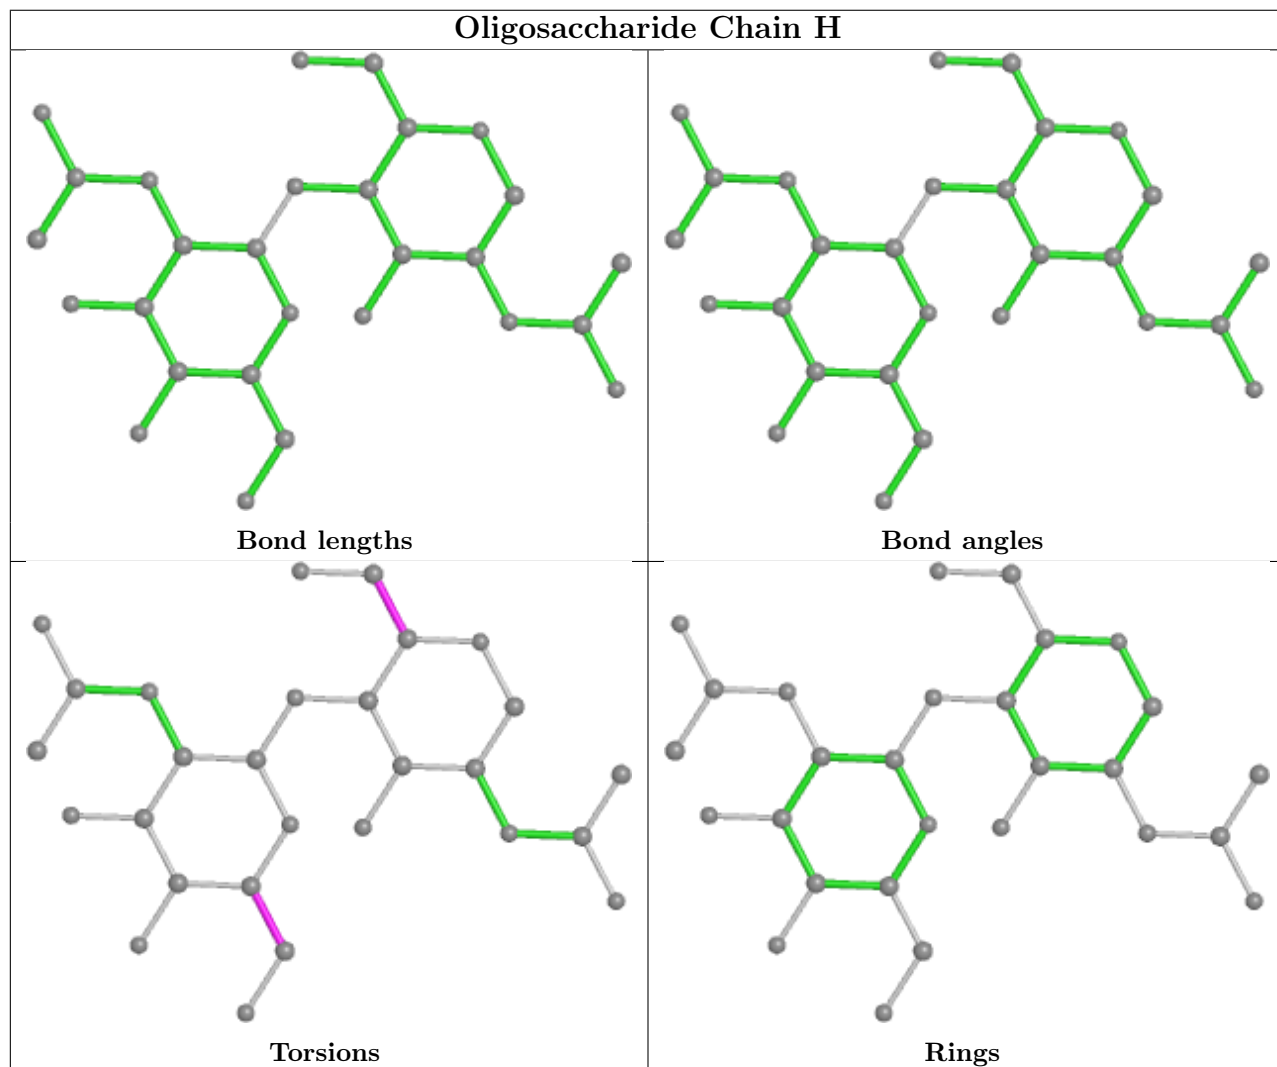 Oligosaccharide Chain H
Bond lengths
Bond angles
Torsions
Rings